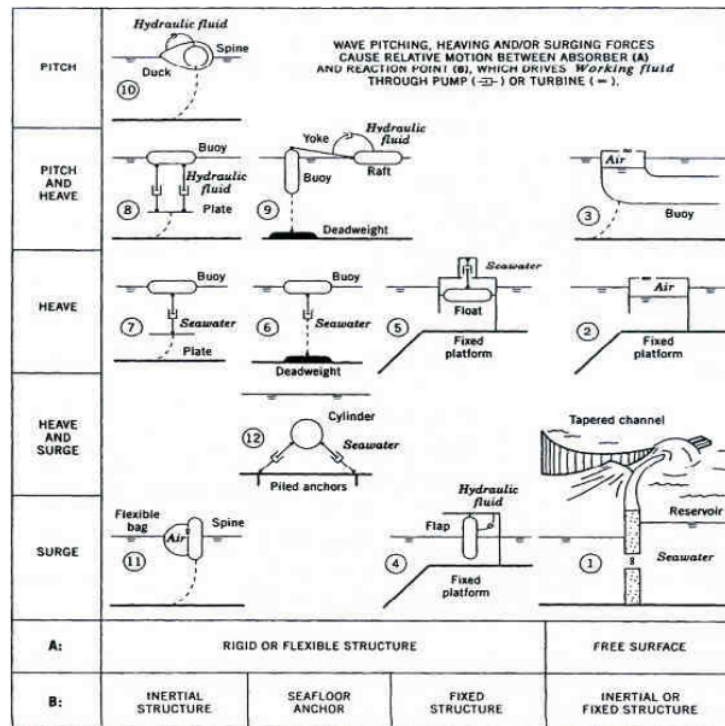 PITCH
Hydraulic fluid
Spine
Duck
10
WAVE PITCHING, HEAVING AND/OR SURGING FORCES
CAUSE RELATIVE MOTION BETWEEN ABSORBER (A)
AND REACTION POINT (B), WHICH DRIVES Working fluid
THROUGH PUMP ( ) OR TURBINE ( ).
PITCH
AND
HEAVE
Buoy
Hydraulic
fluid
8
Plate
Yoke
Hydraulic
fluid
Buoy
Raft
9
Deadweight
Air
3
Buoy
HEAVE
Buoy
7
Seawater
Plate
Buoy
6
Seawater
Deadweight
Seawater
5
Float
Fixed
platform
Air
2
Fixed
platform
HEAVE
AND
SURGE
12
Cylinder
Seawater
Piled anchors
Tapered channel
Reservoir
SURGE
Flexible
bag
Spine
Air
11
Hydraulic
fluid
Flap
4
Fixed
platform
1
Seawater
A:
RIGID OR FLEXIBLE STRUCTURE
FREE SURFACE
B:
INERTIAL
STRUCTURE
SEAFLOOR
ANCHOR
FIXED
STRUCTURE
INERTIAL OR
FIXED STRUCTURE